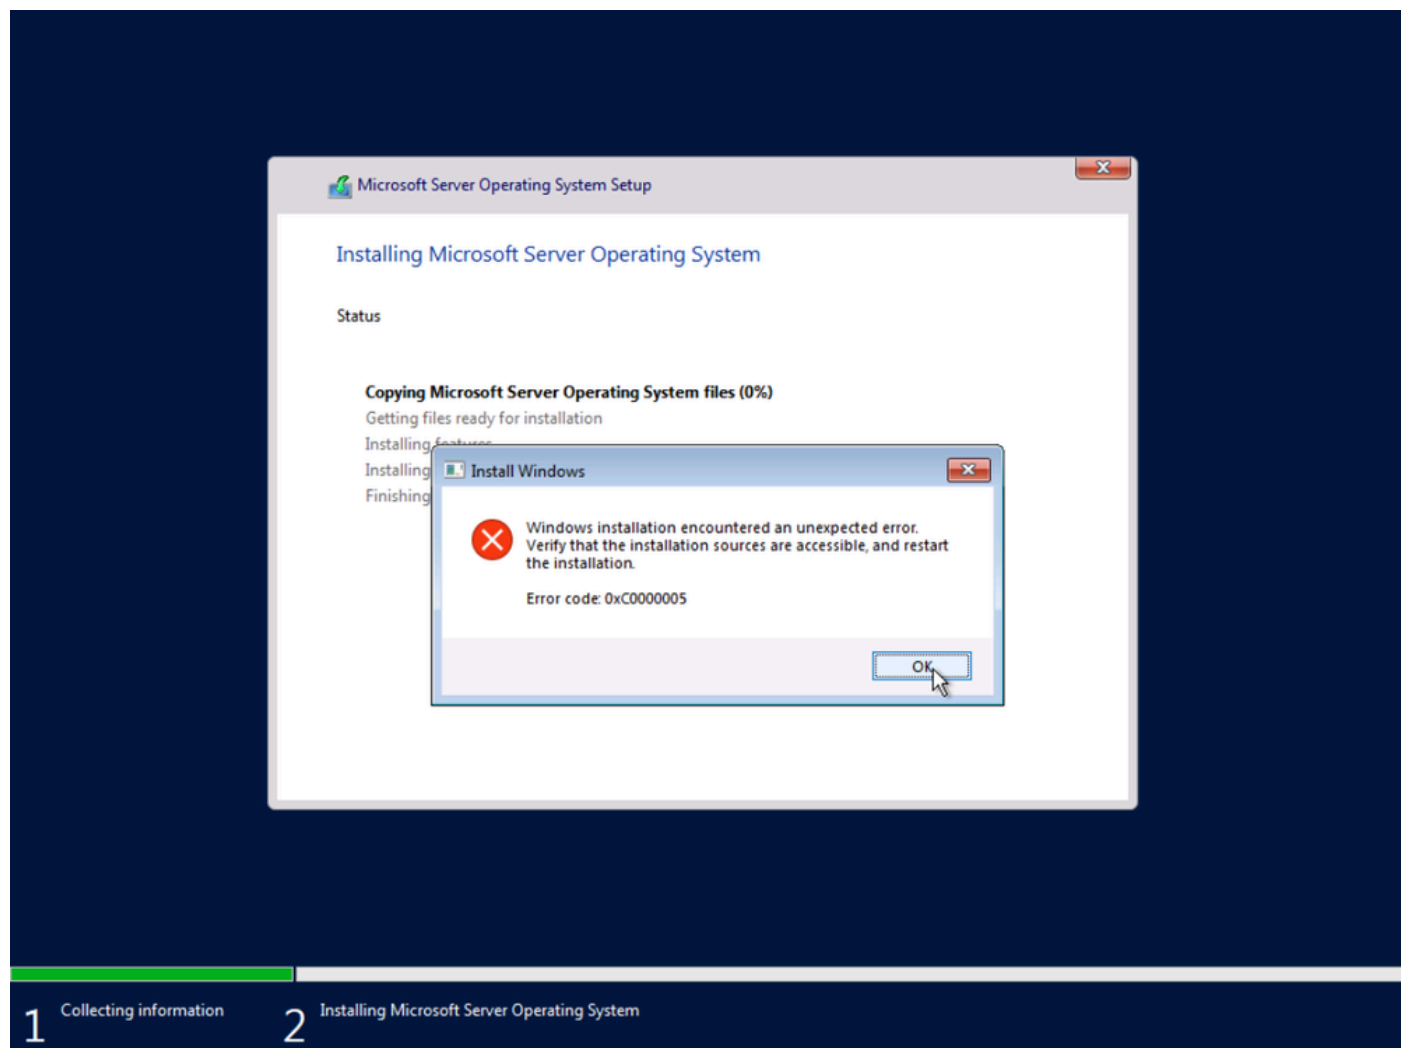 Microsoft Server Operating System Setup
Installing Microsoft Server Operating System
Status
Copying Microsoft Server Operating System files (0%)
Getting files ready for installation
Installing features
Installing
Finishing
Install Windows
Windows installation encountered an unexpected error.
Verify that the installation sources are accessible, and restart
the installation.
Error code: 0xC0000005
OK
1 Collecting information
2 Installing Microsoft Server Operating System